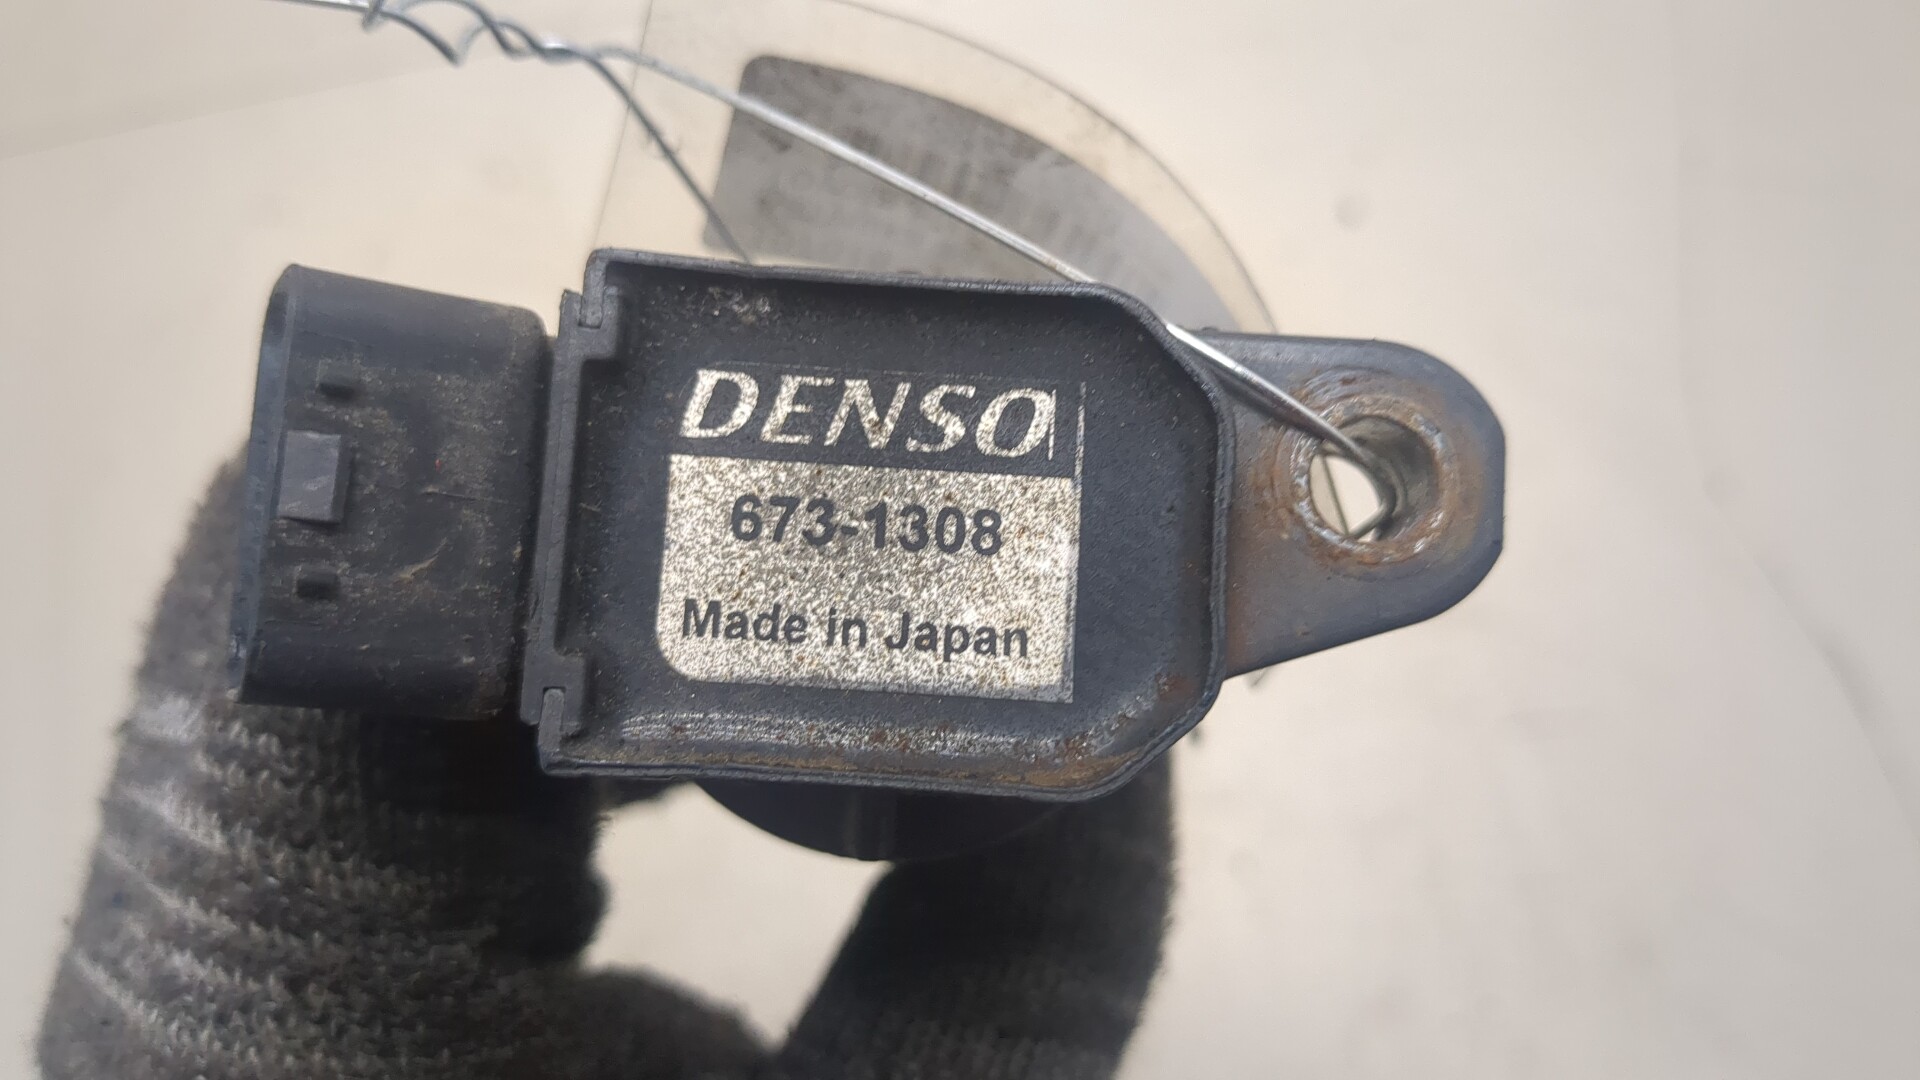 DENSO
673-1308
Made in Japan